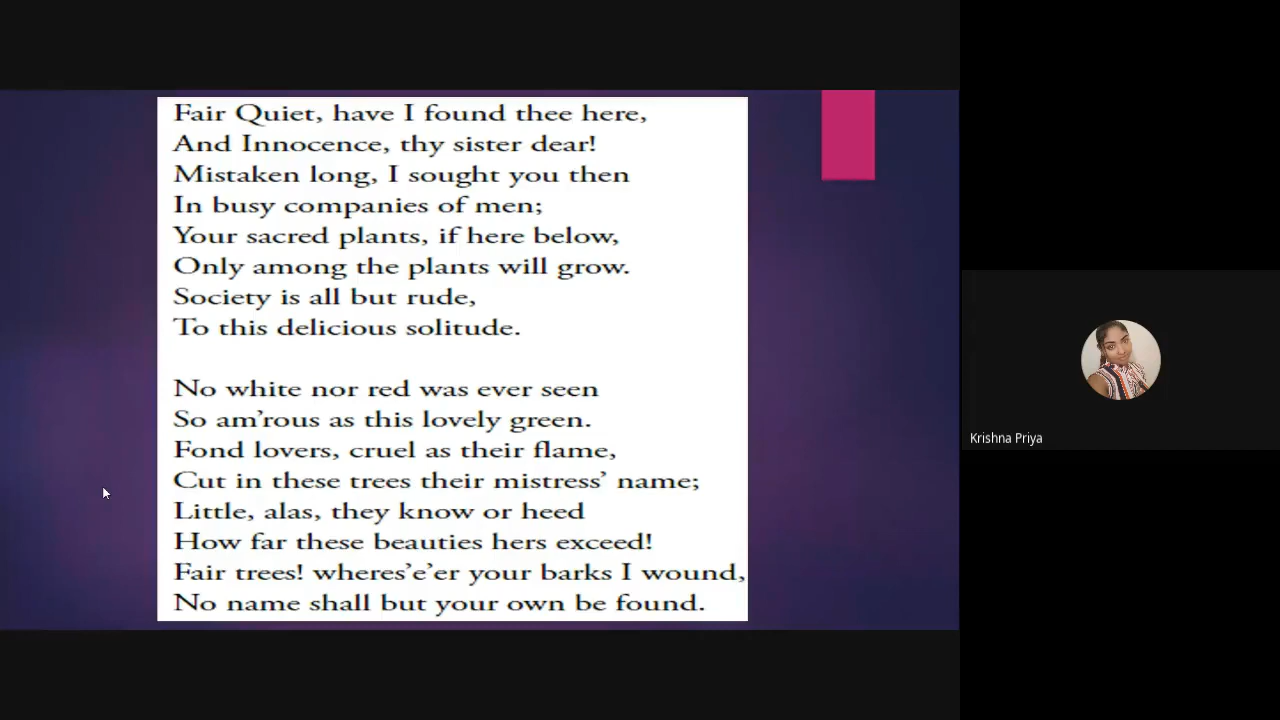 Fair Quiet, have I found thee here,
And Innocence, thy sister dear!
Mistaken long, I sought you then
In busy companies of men;
Your sacred plants, if here below,
Only among the plants will grow.
Society is all but rude,
To this delicious solitude.

No white nor red was ever seen
So am’rous as this lovely green.
Fond lovers, cruel as their flame,
Cut in these trees their mistress’ name;
Little, alas, they know or heed
How far these beauties hers exceed!
Fair trees! wheres’e’er your barks I wound,
No name shall but your own be found.
Krishna Priya